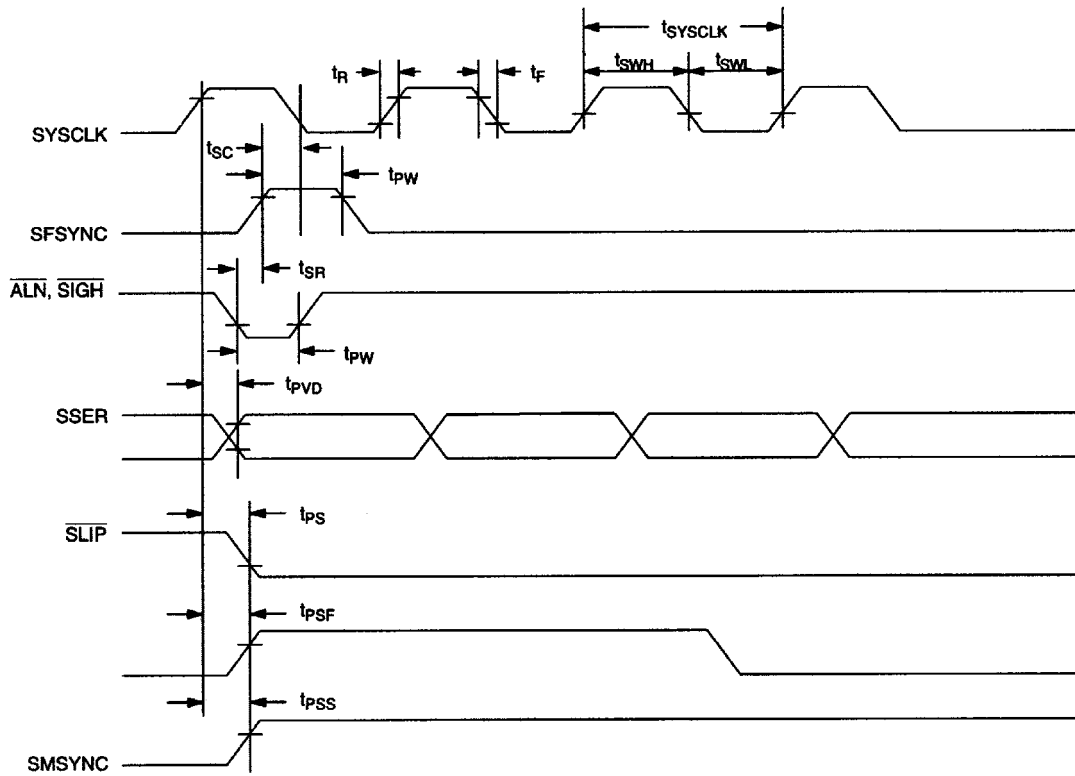 tSYSCLK
tR
tF
tSWH
tSWL
SYSCLK
tSC
tPW
SFSYNC
tSR
ALN, SIGH
tPW
tPVD
SSER
tPS
SLIP
tPSF
tPSS
SMSYNC